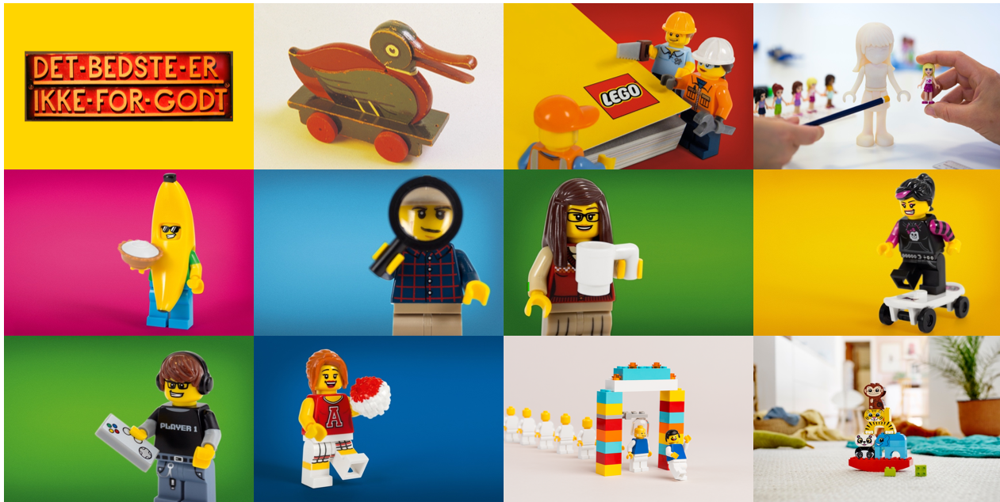 DET·BEDSTE·ER
IKKE·FOR·GODT
LEGO
A
PLAYER 1